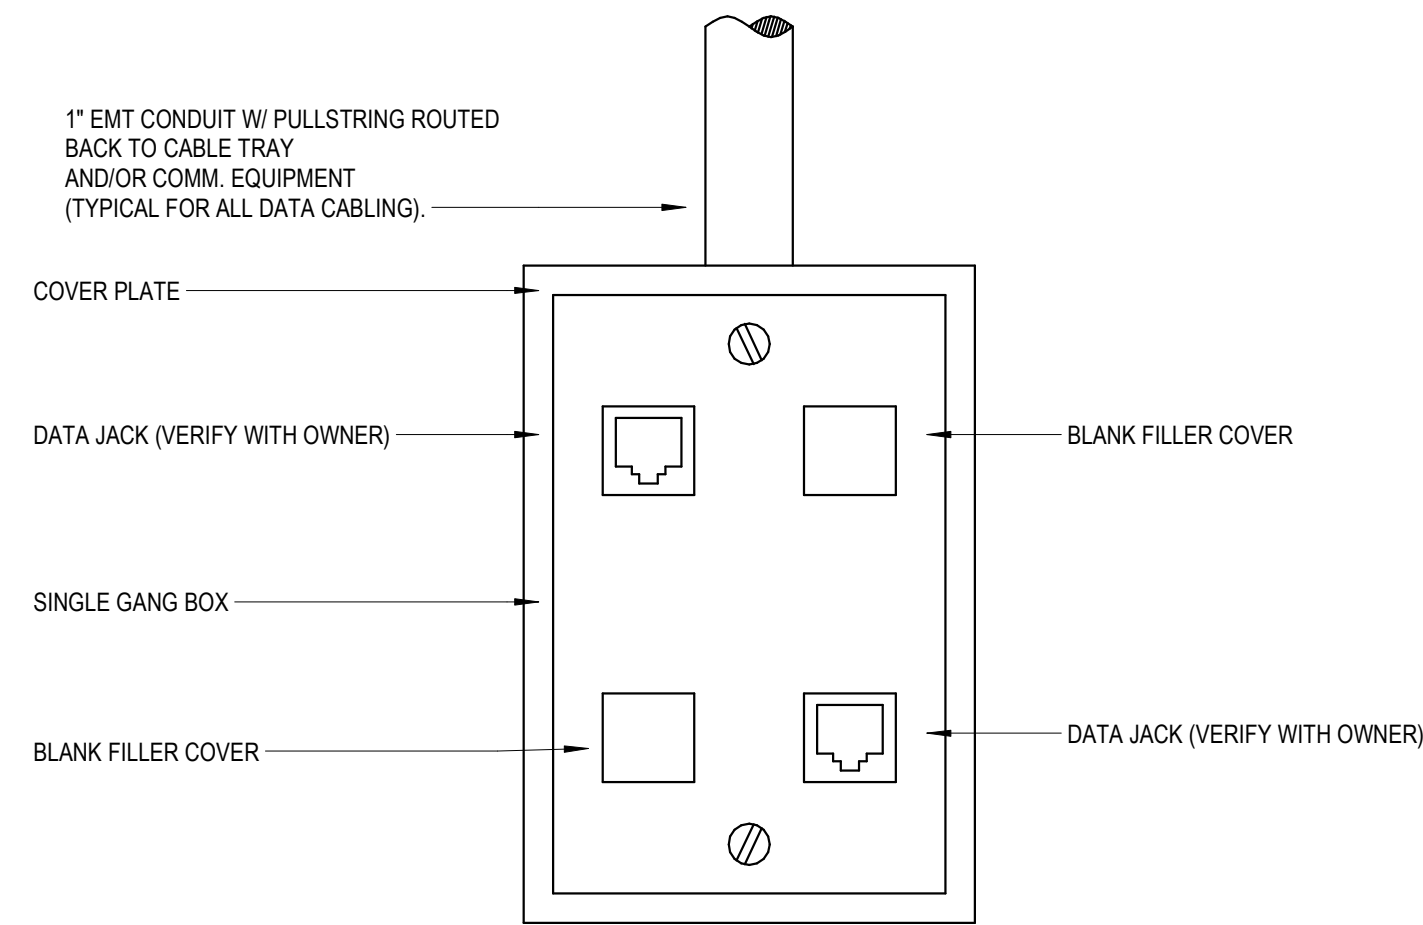 1" EMT CONDUIT W/ PULLSTRING ROUTED
BACK TO CABLE TRAY
AND/OR COMM. EQUIPMENT
(TYPICAL FOR ALL DATA CABLING).
COVER PLATE
DATA JACK (VERIFY WITH OWNER)
BLANK FILLER COVER
SINGLE GANG BOX
BLANK FILLER COVER
DATA JACK (VERIFY WITH OWNER)